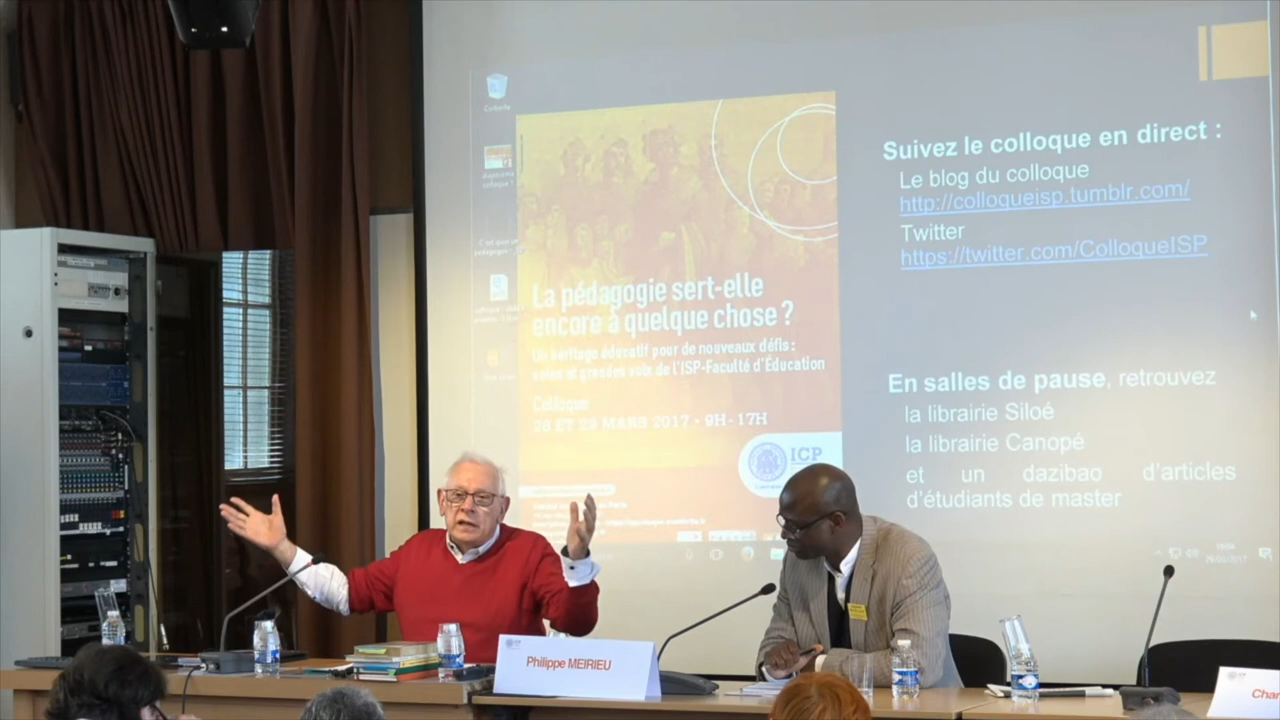 Corbeille
Suivez le colloque en direct :
Le blog du colloque
http://colloqueisp.tumblr.com/
Twitter
https://twitter.com/ColloqueISP
La pédagogie sert-elle
encore à quelque chose ?
Un héritage éducatif pour de nouveaux défis :
voies et grandes voix de l'ISP-Faculté d'Éducation
Colloque
28 ET 29 MARS 2017 • 9H-17H
ICP
En salles de pause, retrouvez
la librairie Siloé
la librairie Canopé
et un dazibao d'articles
d'étudiants de master
Philippe MEIRIEU
Char